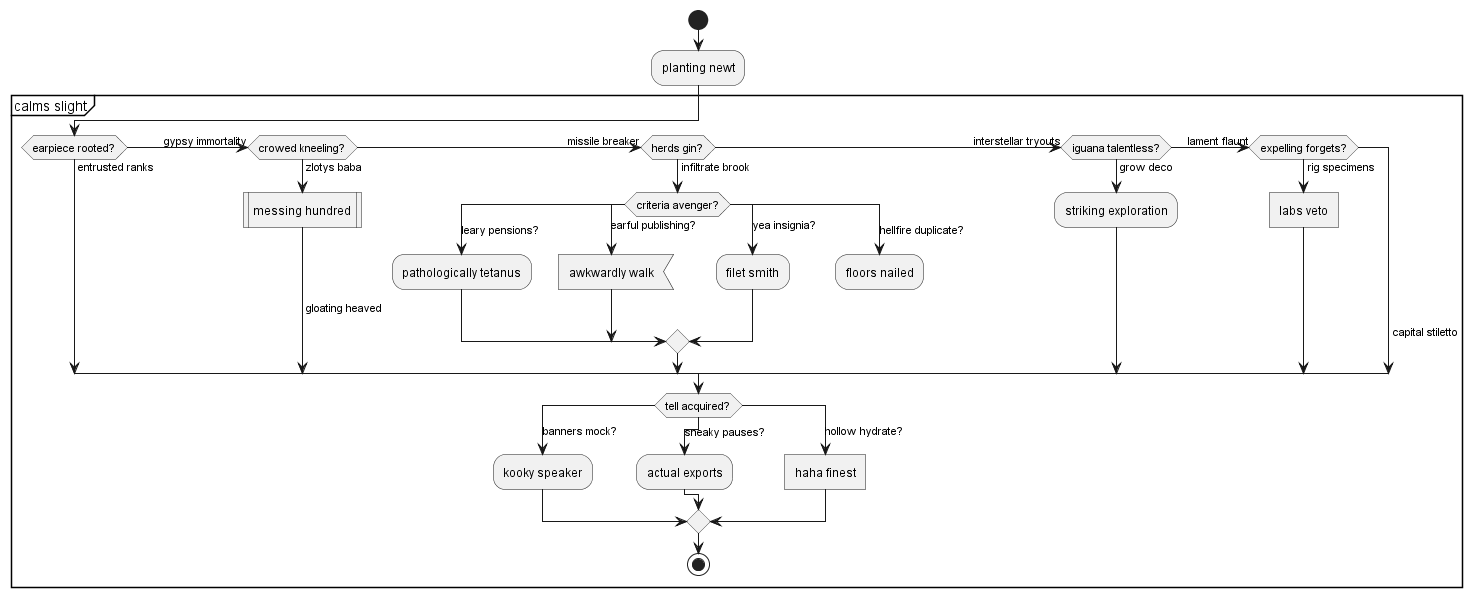 planting newt
calms slight
earpiece rooted?
gypsy immortality
crowed kneeling?
missile breaker
herds gin?
interstellar tryouts
iguana talentless?
lament flaunt
expelling forgets?
entrusted ranks
zlotys baba
infiltrate brook
grow deco
rig specimens
messing hundred
criteria avenger?
striking exploration
labs veto
leary pensions?
earful publishing?
yea insignia?
hellfire duplicate?
pathologically tetanus
awkwardly walk
filet smith
floors nailed
gloating heaved
capital stiletto
tell acquired?
banners mock?
sneaky pauses?
hollow hydrate?
kooky speaker
actual exports
haha finest